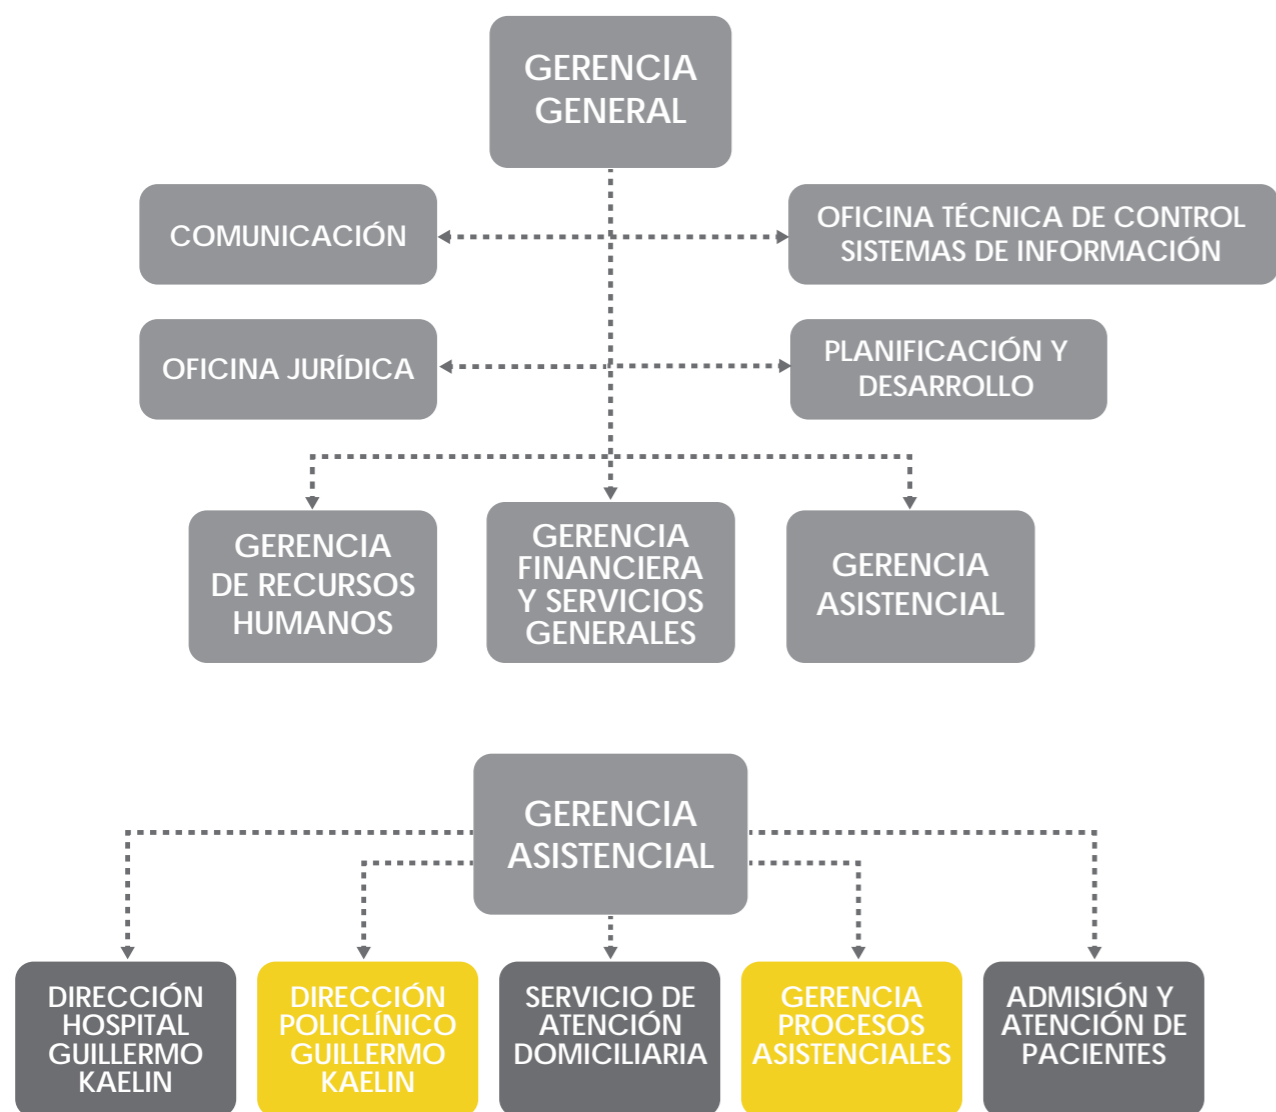 GERENCIA
GENERAL
COMUNICACIÓN
OFICINA TÉCNICA DE CONTROL
SISTEMAS DE INFORMACIÓN
OFICINA JURÍDICA
PLANIFICACIÓN Y
DESARROLLO
GERENCIA
DE RECURSOS
HUMANOS
GERENCIA
FINANCIERA
Y SERVICIOS
GENERALES
GERENCIA
ASISTENCIAL
GERENCIA
ASISTENCIAL
DIRECCIÓN
HOSPITAL
GUILLERMO
KAELIN
DIRECCIÓN
POLICLÍNICO
GUILLERMO
KAELIN
SERVICIO DE
ATENCIÓN
DOMICILIARIA
GERENCIA
PROCESOS
ASISTENCIALES
ADMISIÓN Y
ATENCIÓN DE
PACIENTES